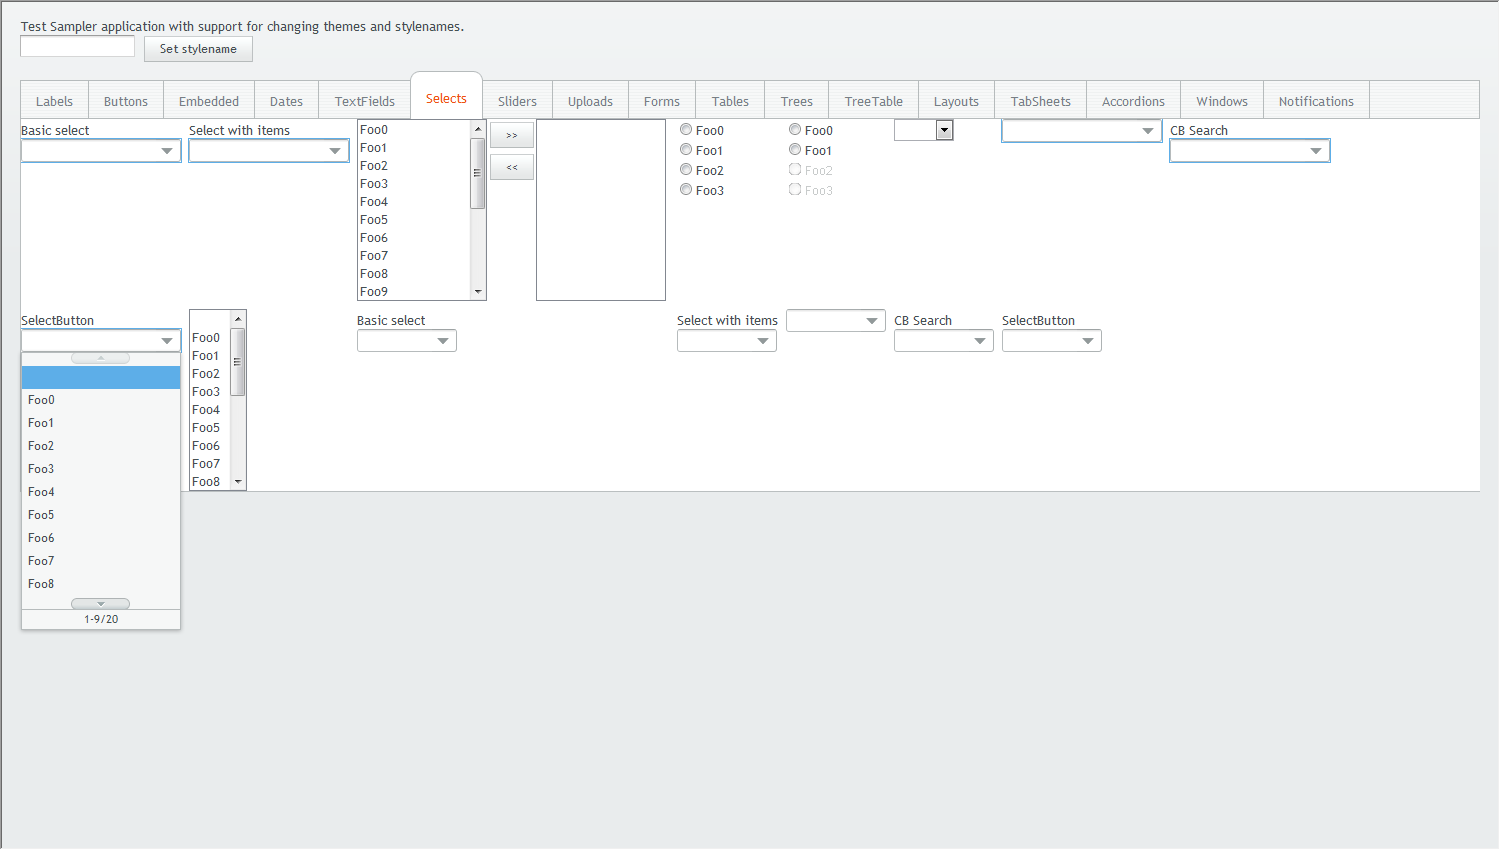 Test Sampler application with support for changing themes and stylenames.
Set stylename
Labels Buttons Embedded Dates TextFields Selects Sliders Uploads Forms Tables Trees TreeTable Layouts TabSheets Accordions Windows Notifications
Basic select
Select with items
Foo0
Foo1
Foo2
Foo3
Foo4
Foo5
Foo6
Foo7
Foo8
Foo9
>>
<<
Foo0
Foo1
Foo2
Foo3
Foo0
Foo1
Foo2
Foo3
CB Search
SelectButton
Foo0
Foo1
Foo2
Foo3
Foo4
Foo5
Foo6
Foo7
Foo8
1-9/20
Foo0
Foo1
Foo2
Foo3
Foo4
Foo5
Foo6
Foo7
Foo8
Basic select
Select with items
CB Search
SelectButton